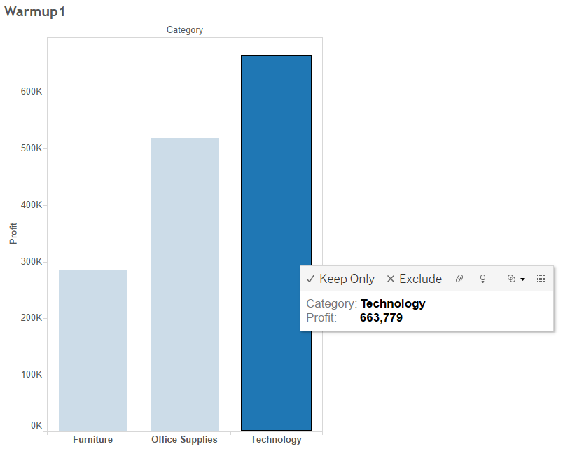 Warmup1
Category
600K
500K
400K
300K
200K
100K
0K
Profit
Furniture
Office Supplies
Technology
Keep Only
Exclude
Category: Technology
Profit: 663,779